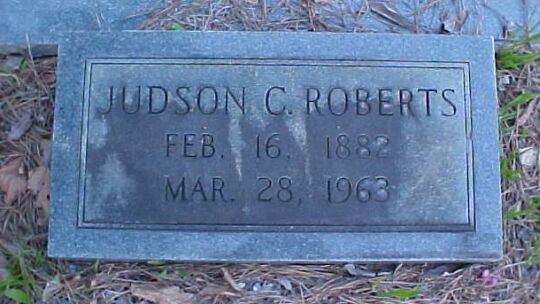 JUDSON C. ROBERTS
FEB. 16, 1882
MAR. 28, 1963